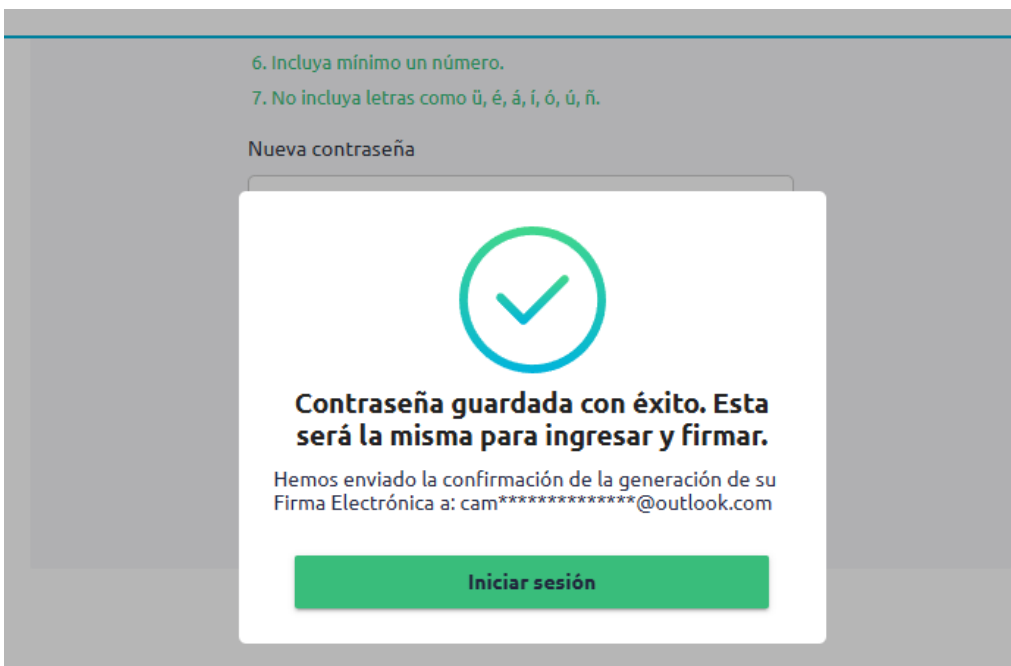 6. Incluya mínimo un número.
7. No incluya letras como ü, é, á, í, ó, ú, ñ.
Nueva contraseña
Contraseña guardada con éxito. Esta
será la misma para ingresar y firmar.
Hemos enviado la confirmación de la generación de su
Firma Electrónica a: cam**************@outlook.com
Iniciar sesión